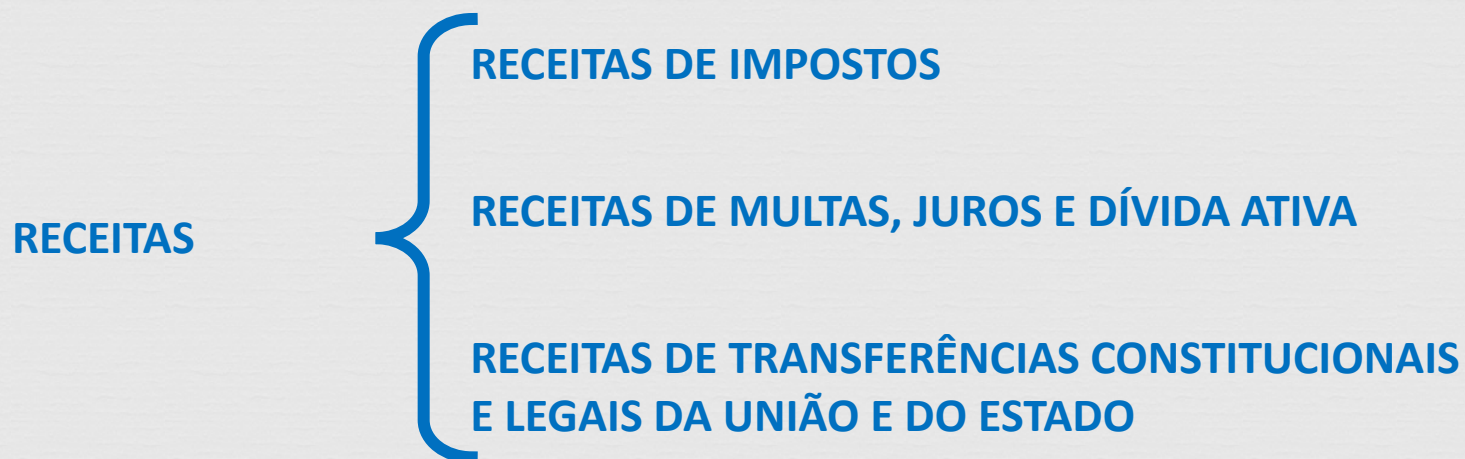 RECEITAS
RECEITAS DE IMPOSTOS
RECEITAS DE MULTAS, JUROS E DÍVIDA ATIVA
RECEITAS DE TRANSFERÊNCIAS CONSTITUCIONAIS
E LEGAIS DA UNIÃO E DO ESTADO